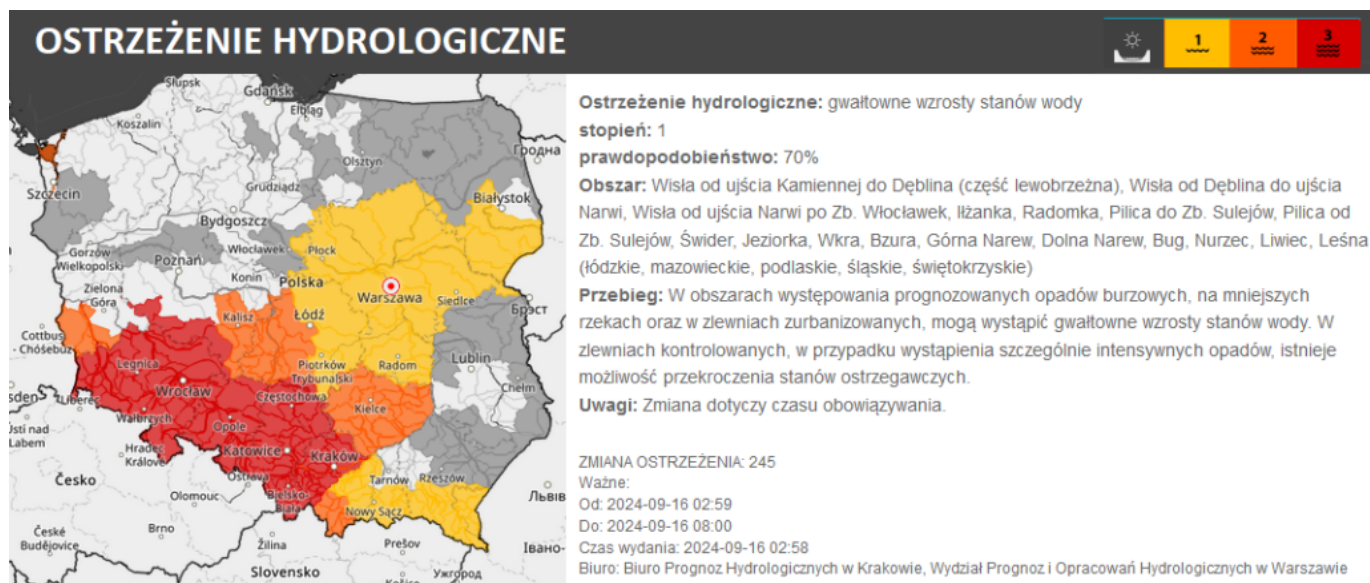 OSTRZEŻENIE HYDROLOGICZNE
1
2
3
Słupsk
Gdańsk
Koszalin
Elbląg
Гродна
Olsztyn
Szczecin
Grudziądz
Białystok
Bydgoszcz
Włocławek
Płock
Gorzów
Wielkopolski
Poznań
Konin
Polska
Warszawa
Siedlce
Брэст
Zielona
Góra
Kalisz
Łódź
Cottbus
- Chóśebuz
Piotrków
Trybunalski
Radom
Lublin
Legnica
Wrocław
Chełm
Częstochowa
Kielce
sden
Liberec
Wałbrzych
Opole
Ústí nad
Labem
Hradec
Králové
Katowice
Kraków
Česko
Ostrava
Tarnów
Rzeszów
Olomouc
Bielsko-
Biała
Nowy Sącz
Львів
České
Budějovice
Brno
Žilina
Prešov
Івано-
Slovensko
Košice
Ужгород
Ostrzeżenie hydrologiczne: gwałtowne wzrosty stanów wody
stopień: 1
prawdopodobieństwo: 70%
Obszar: Wisła od ujścia Kamiennej do Dęblina (część lewobrzeżna), Wisła od Dęblina do ujścia
Narwi, Wisła od ujścia Narwi po Zb. Włocławek, Iłżanka, Radomka, Pilica do Zb. Sulejów, Pilica od
Zb. Sulejów, Świder, Jeziorka, Wkra, Bzura, Górna Narew, Dolna Narew, Bug, Nurzec, Liwiec, Leśna
(łódzkie, mazowieckie, podlaskie, śląskie, świętokrzyskie)
Przebieg: W obszarach występowania prognozowanych opadów burzowych, na mniejszych
rzekach oraz w zlewniach zurbanizowanych, mogą wystąpić gwałtowne wzrosty stanów wody. W
zlewniach kontrolowanych, w przypadku wystąpienia szczególnie intensywnych opadów, istnieje
możliwość przekroczenia stanów ostrzegawczych.
Uwagi: Zmiana dotyczy czasu obowiązywania.
ZMIANA OSTRZEŻENIA: 245
Ważne:
Od: 2024-09-16 02:59
Do: 2024-09-16 08:00
Czas wydania: 2024-09-16 02:58
Biuro: Biuro Prognoz Hydrologicznych w Krakowie, Wydział Prognoz i Opracowań Hydrologicznych w Warszawie